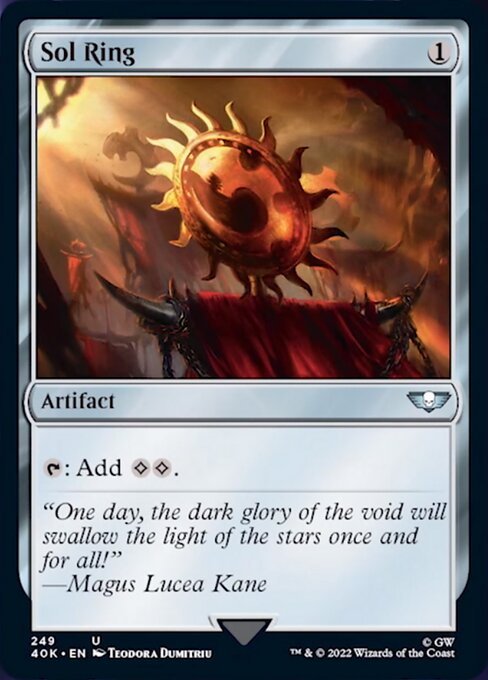 Sol Ring 1
Artifact
: Add .
“One day, the dark glory of the void will
swallow the light of the stars once and
for all!”
—Magus Lucea Kane
249 U © GW
40K • EN Teodora Dumitriu ™ & © 2022 Wizards of the Coast